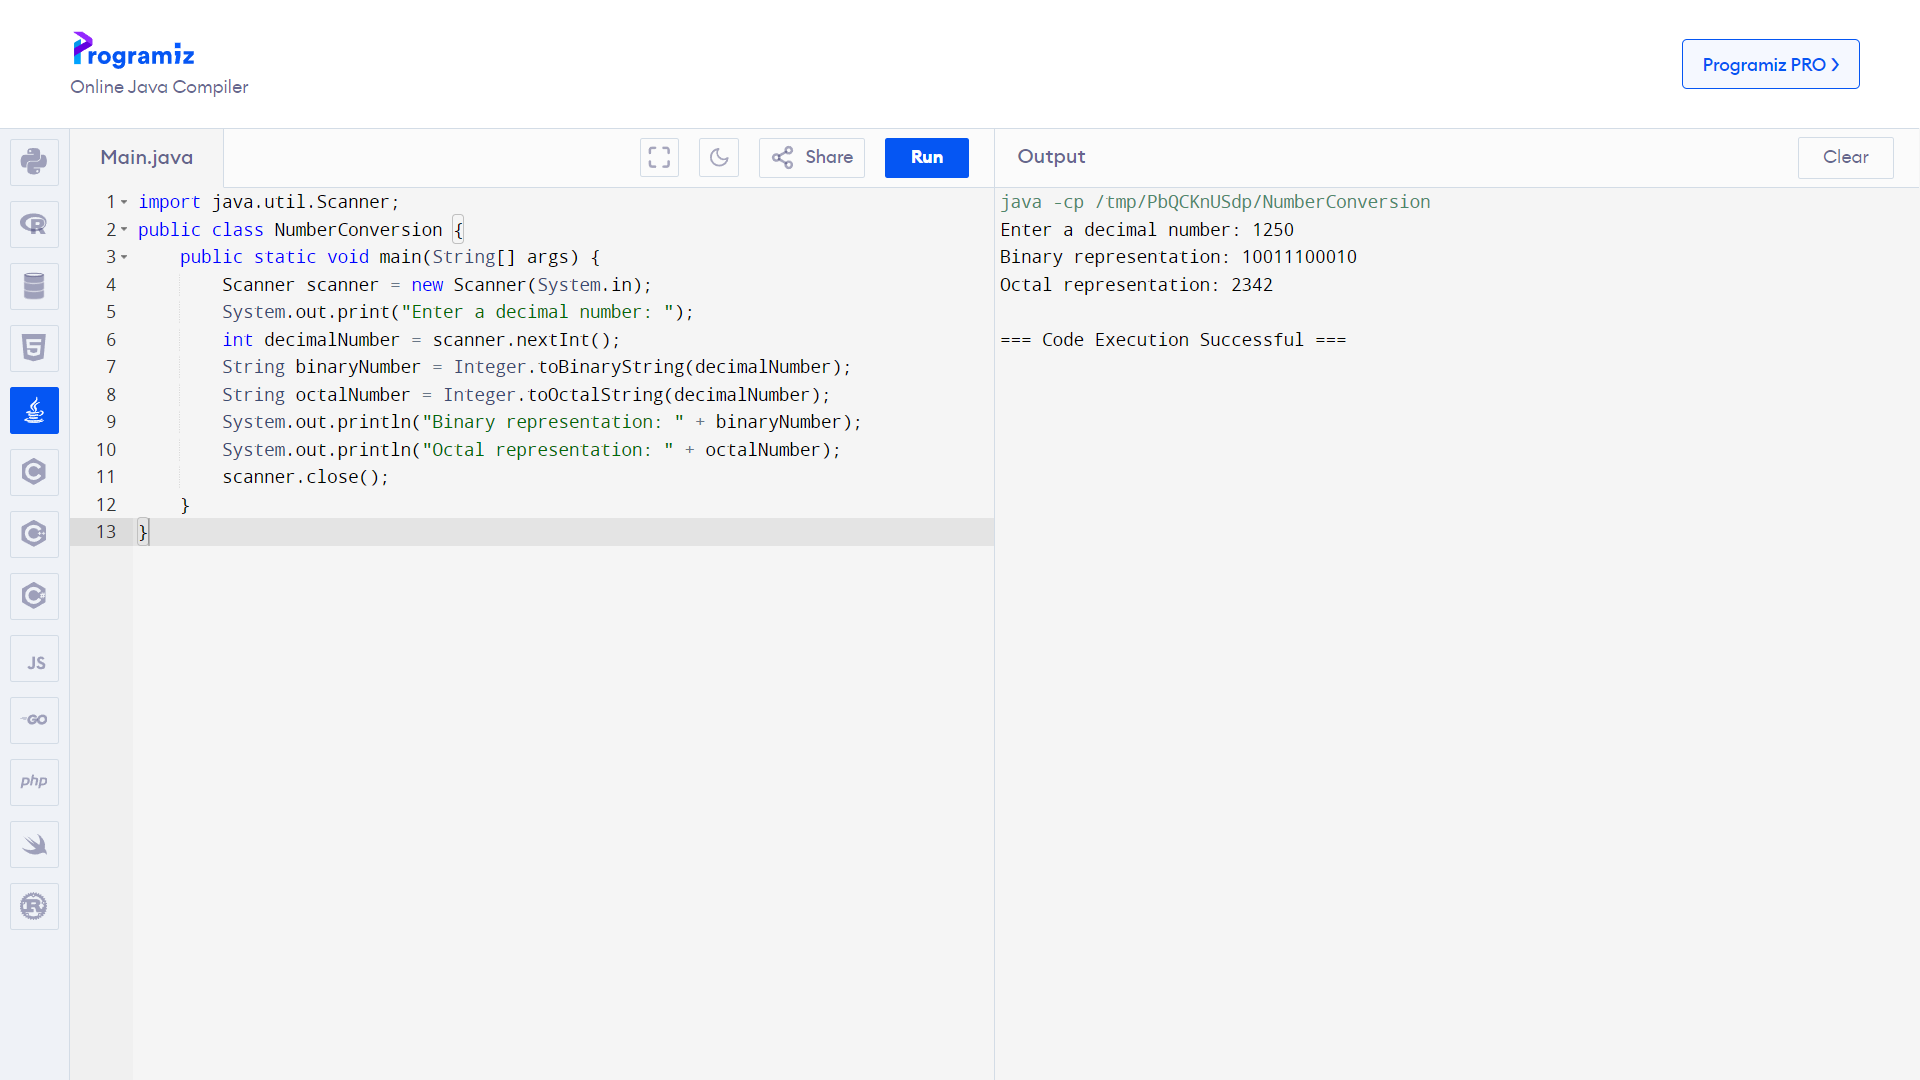 Programiz
Online Java Compiler
Programiz PRO
Main.java
Share
Run
Output
Clear
1 import java.util.Scanner;
2 public class NumberConversion {
3     public static void main(String[] args) {
4         Scanner scanner = new Scanner(System.in);
5         System.out.print("Enter a decimal number: ");
6         int decimalNumber = scanner.nextInt();
7         String binaryNumber = Integer.toBinaryString(decimalNumber);
8         String octalNumber = Integer.toOctalString(decimalNumber);
9         System.out.println("Binary representation: " + binaryNumber);
10         System.out.println("Octal representation: " + octalNumber);
11         scanner.close();
12     }
13 }
java -cp /tmp/PbQCKnUSdp/NumberConversion
Enter a decimal number: 1250
Binary representation: 10011100010
Octal representation: 2342
=== Code Execution Successful ===
R
5
C
C+
C#
JS
GO
php
R